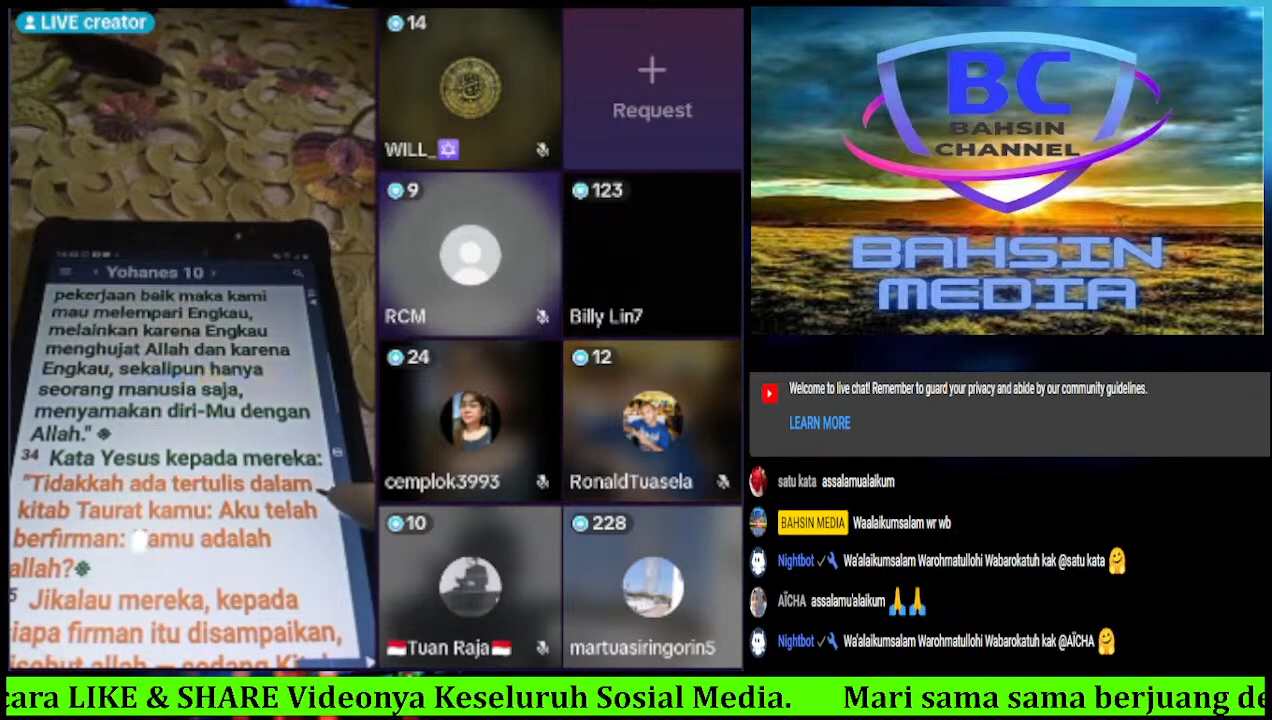 LIVE creator
Yohanes 10
pekerjaan baik maka kami
mau melempari Engkau,
melainkan karena Engkau
menghujat Allah dan karena
Engkau, sekalipun hanya
seorang manusia saja,
menyamakan diri-Mu dengan
Allah."
34 Kata Yesus kepada mereka:
"Tidakkah ada tertulis dalam
kitab Taurat kamu: Aku telah
berfirman: amu adalah
allah?
5 Jikalau mereka, kepada
iapa firman itu disampaikan,
14
WILL_
Request
9
RCM
123
Billy Lin7
24
cemplok3993
12
RonaldTuasela
10
Tuan Raja
228
martuasiringorin5
BC
BAHSIN
CHANNEL
BAHSIN
MEDIA
Welcome to live chat! Remember to guard your privacy and abide by our community guidelines.
LEARN MORE
satu kata assalamualaikum
BAHSIN MEDIA Waalaikumsalam wr wb
Nightbot Wa'alaikumsalam Warohmatullohi Wabarokatuh kak @satu kata
AÏCHA assalamu'alaikum
Nightbot Wa'alaikumsalam Warohmatullohi Wabarokatuh kak @AÏCHA
cara LIKE & SHARE Videonya Keseluruh Sosial Media. Mari sama sama berjuang de